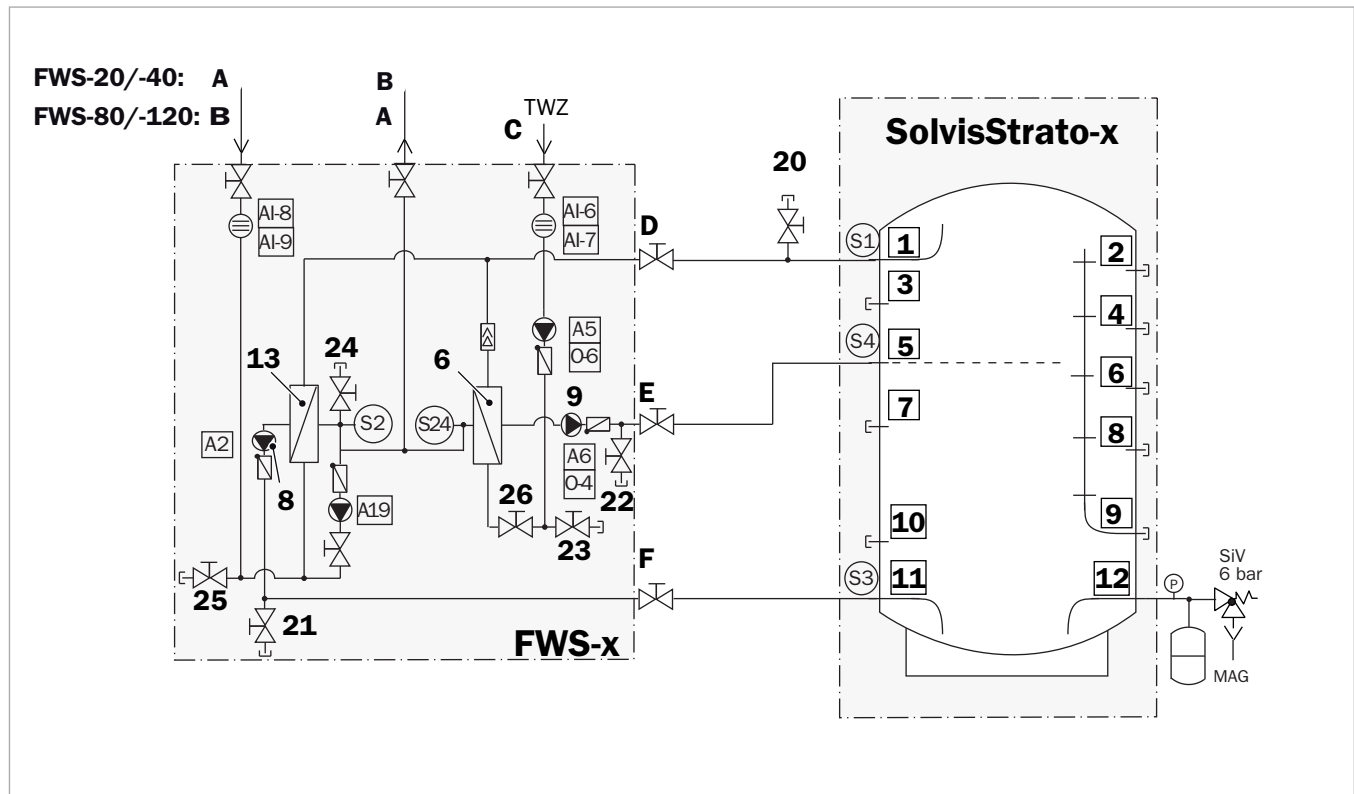 FWS-20/-40: A
B
FWS-80/-120: B
A
C
TWZ
SolvisStrato-x
20
AI-8
AI-9
AI-6
AI-7
D
S1
1
2
3
4
A5
O-6
S4
5
24
13
6
6
9
E
7
S2
S24
A2
8
A6
O-4
22
8
A19
26
23
10
9
F
S3
11
12
P
SiV
6 bar
25
21
FWS-x
MAG